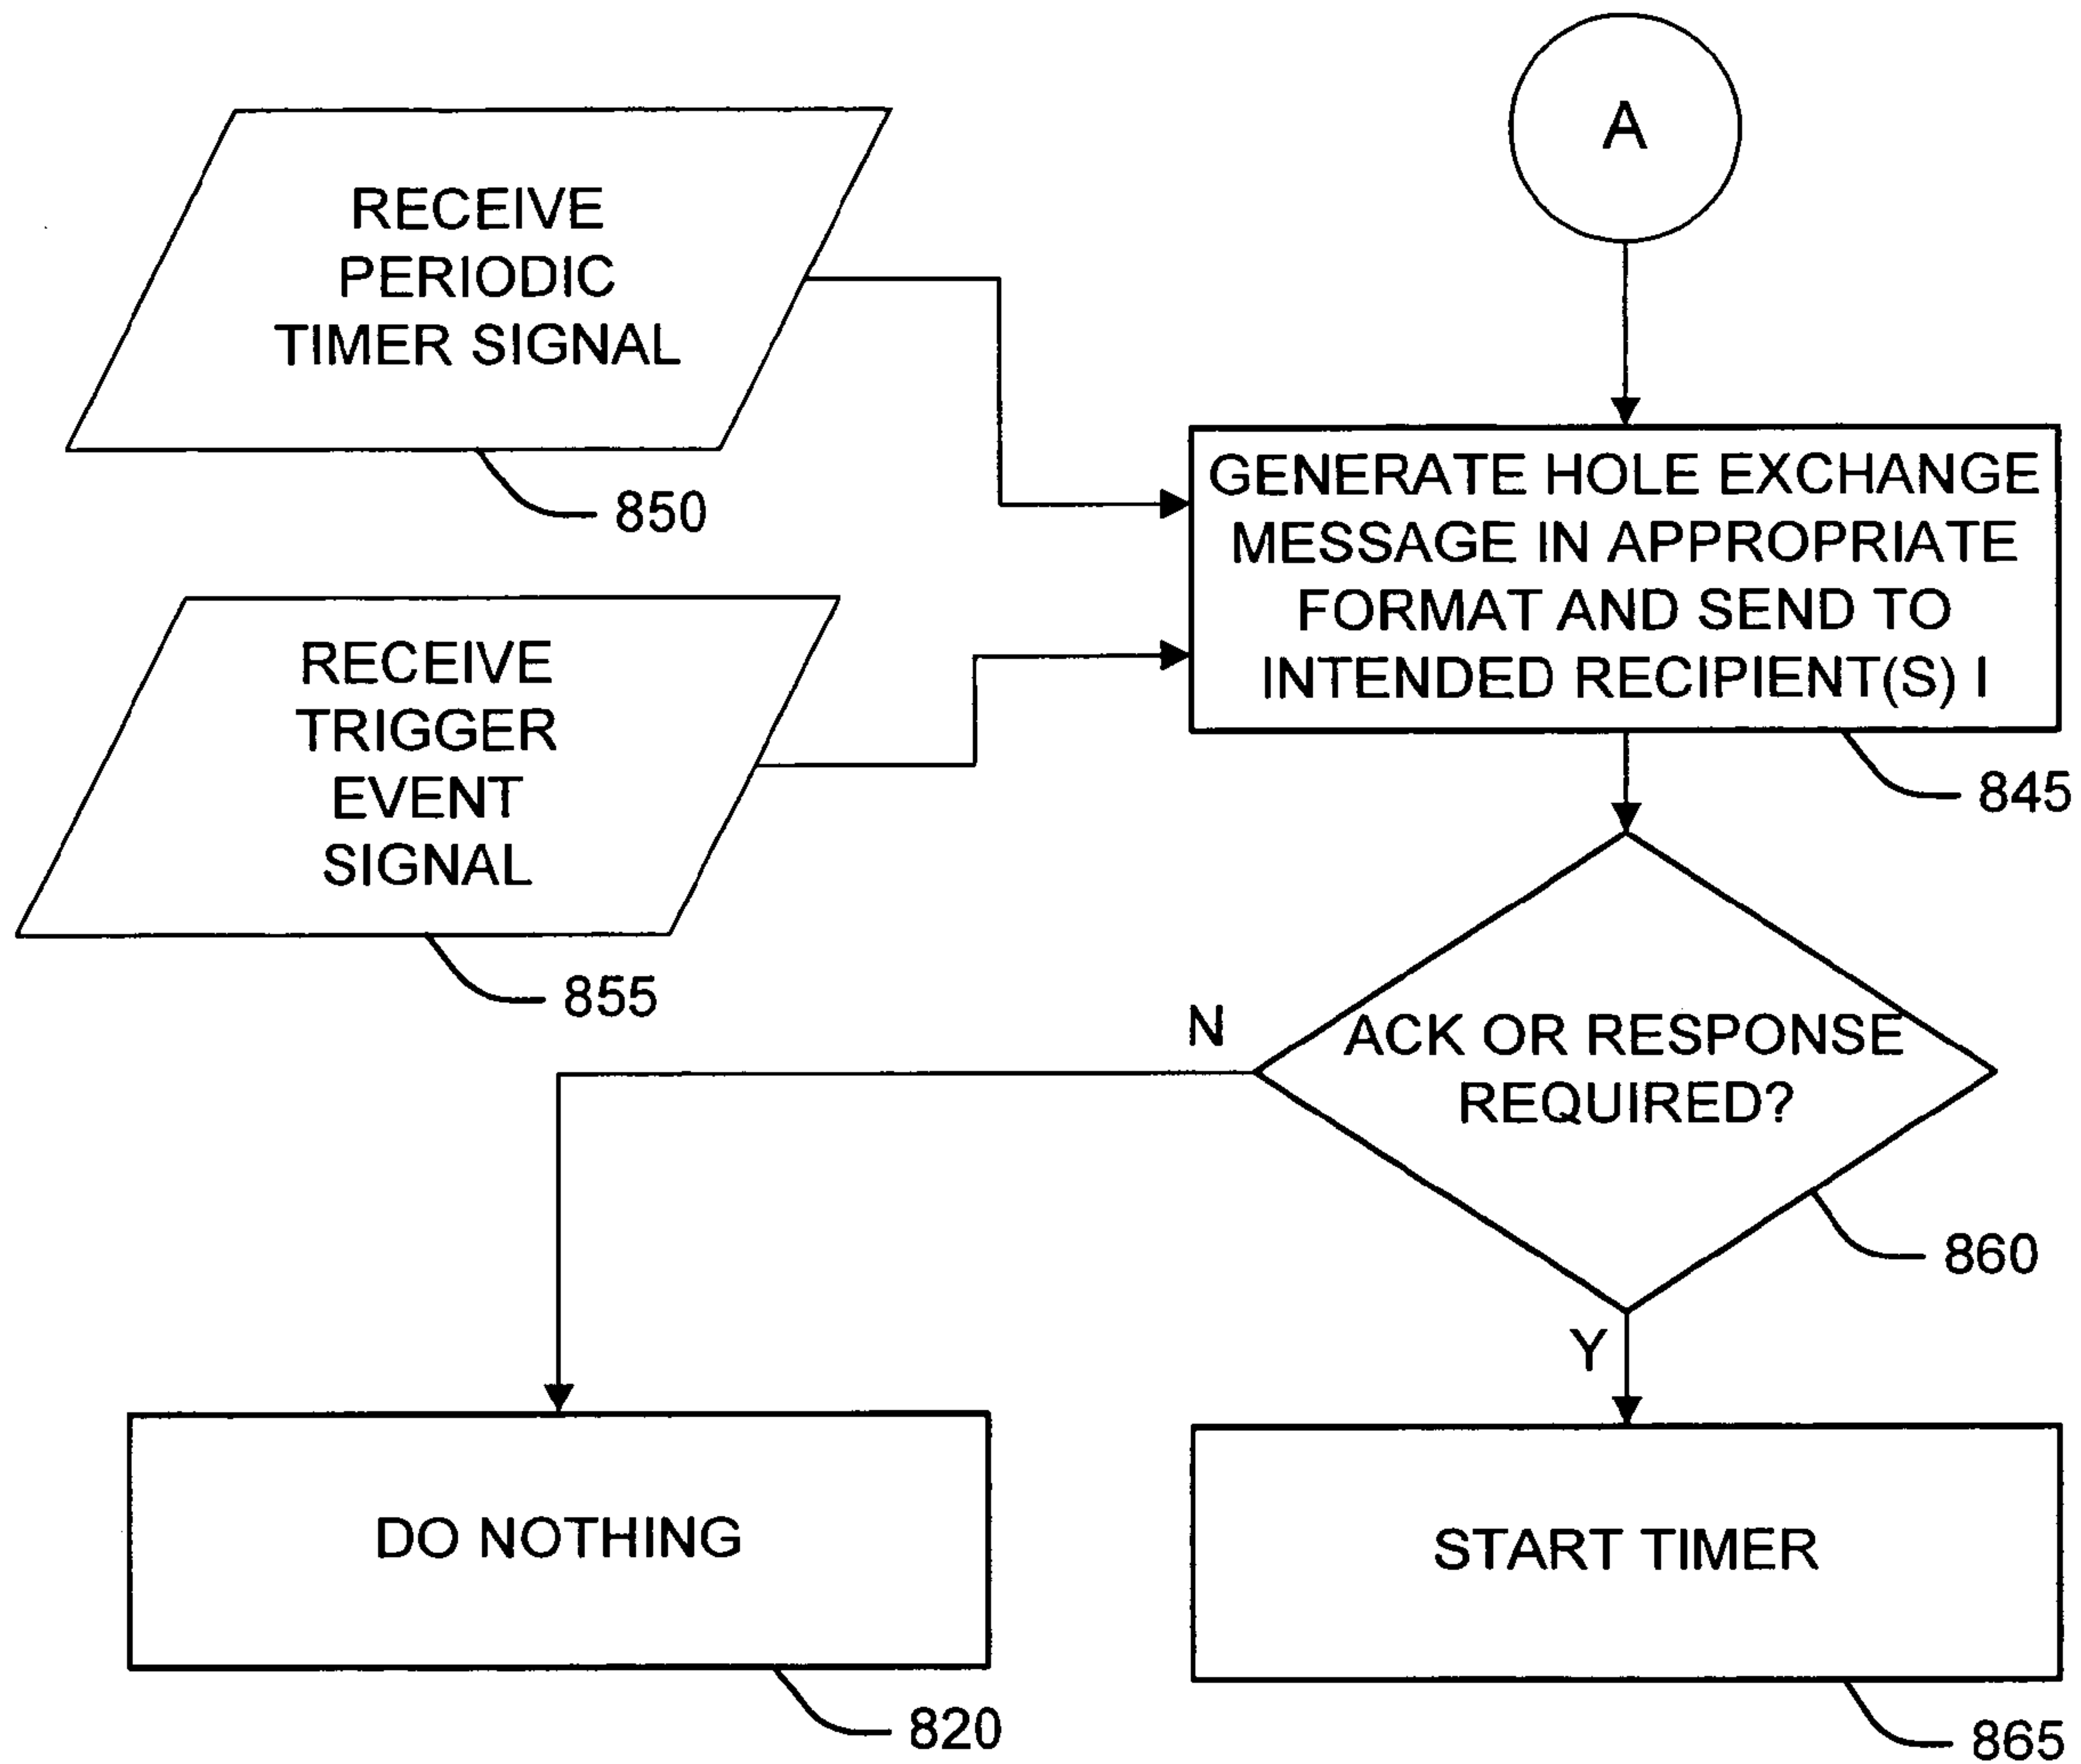 A
RECEIVE
PERIODIC
TIMER SIGNAL
850
GENERATE HOLE EXCHANGE
MESSAGE IN APPROPRIATE
FORMAT AND SEND TO
INTENDED RECIPIENT(S) I
845
RECEIVE
TRIGGER
EVENT
SIGNAL
855
N
ACK OR RESPONSE
REQUIRED?
860
Y
DO NOTHING
820
START TIMER
865